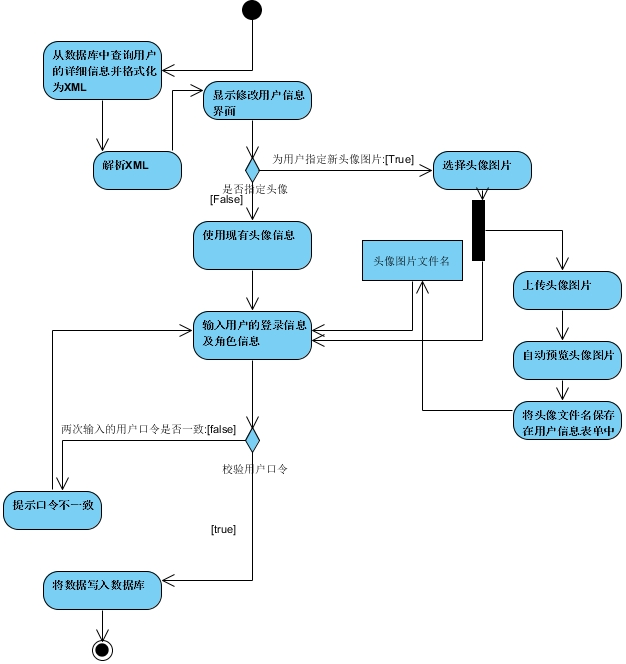 从数据库中查询用户
的详细信息并格式化
为XML
显示修改用户信息
界面
解析XML
为用户指定新头像图片:[True]
选择头像图片
是否指定头像
[False]
使用现有头像信息
头像图片文件名
上传头像图片
输入用户的登录信息
及角色信息
自动预览头像图片
将头像文件名保存
在用户信息表单中
两次输入的用户口令是否一致:[false]
校验用户口令
提示口令不一致
[true]
将数据写入数据库